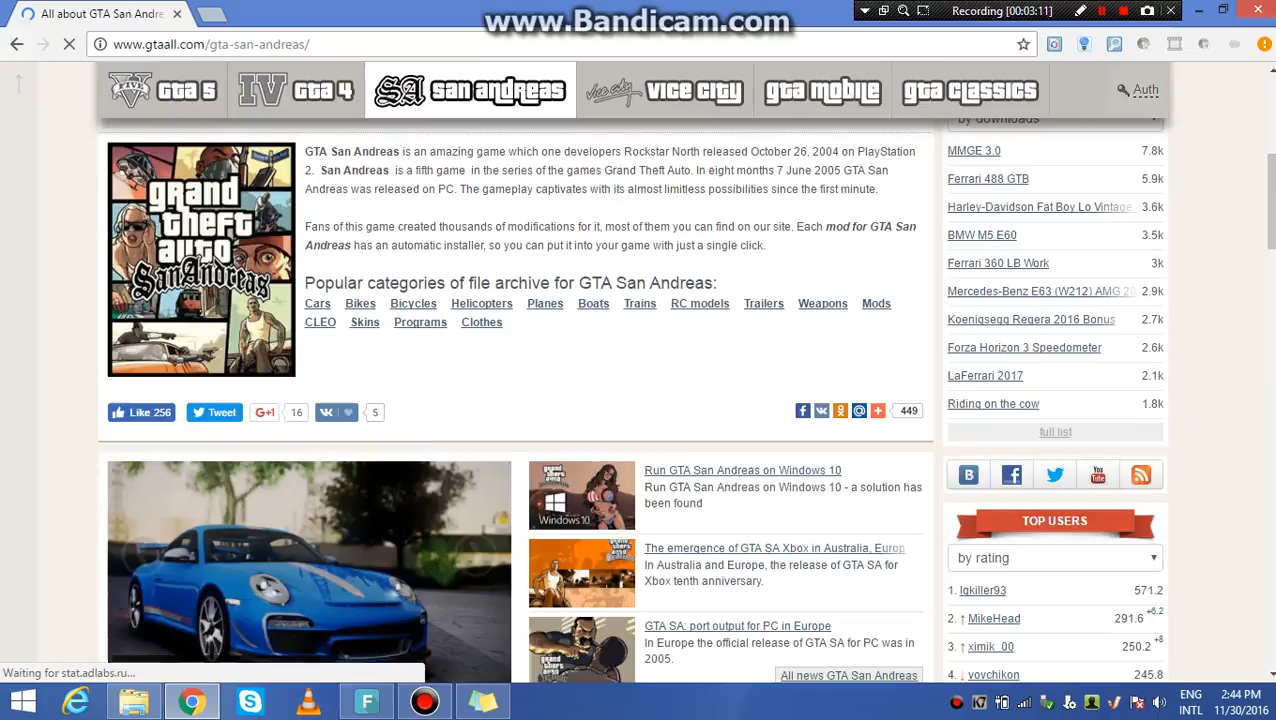 All about GTA San Andre
www.Bandicam.com
Recording [00:03:11]
www.gtaall.com/gta-san-andreas/
GTA 5
IV GTA 4
SA san andreas
Vice City
GTA mobile
GTA classics
Auth
GTA San Andreas is an amazing game which one developers Rockstar North released October 26, 2004 on PlayStation
2. San Andreas is a fifth game in the series of the games Grand Theft Auto. In eight months 7 June 2005 GTA San
Andreas was released on PC. The gameplay captivates with its almost limitless possibilities since the first minute.
Fans of this game created thousands of modifications for it, most of them you can find on our site. Each mod for GTA San
Andreas has an automatic installer, so you can put it into your game with just a single click.
grand
theft
auto
San Andreas
Popular categories of file archive for GTA San Andreas:
Cars Bikes Bicycles Helicopters Planes Boats Trains RC models Trailers Weapons Mods
CLEO Skins Programs Clothes
Like 256
Tweet
G+1 16
5
449
Run GTA San Andreas on Windows 10
Run GTA San Andreas on Windows 10 - a solution has
been found
Windows 10
The emergence of GTA SA Xbox in Australia, Europ
In Australia and Europe, the release of GTA SA for
Xbox tenth anniversary.
GTA SA: port output for PC in Europe
In Europe the official release of GTA SA for PC was in
2005.
All news GTA San Andreas
by downloads
MMGE 3.0 7.8k
Ferrari 488 GTB 5.9k
Harley-Davidson Fat Boy Lo Vintage 3.6k
BMW M5 E60 3.5k
Ferrari 360 LB Work 3k
Mercedes-Benz E63 (W212) AMG 20 2.9k
Koenigsegg Regera 2016 Bonus 2.7k
Forza Horizon 3 Speedometer 2.6k
LaFerrari 2017 2.1k
Riding on the cow 1.8k
full list
TOP USERS
by rating
1. Igkiller93 571.2
2. ↑ MikeHead 291.6 +6.2
3. ↑ ximik_00 250.2 +8
4. ↓ vovchikon 245.8
Waiting for stat.adlabs.ru...
ENG
INTL
2:44 PM
11/30/2016